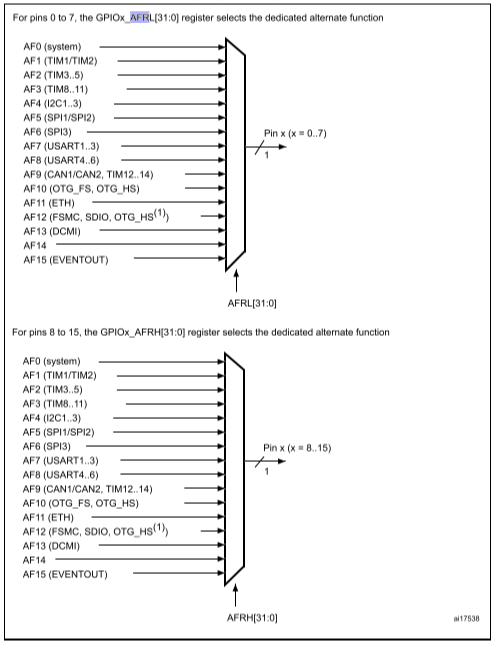 For pins 0 to 7, the GPIOx_AFRL[31:0] register selects the dedicated alternate function
AF0 (system)
AF1 (TIM1/TIM2)
AF2 (TIM3..5)
AF3 (TIM8..11)
AF4 (I2C1..3)
AF5 (SPI1/SPI2)
AF6 (SPI3)
AF7 (USART1..3)
AF8 (USART4..6)
AF9 (CAN1/CAN2, TIM12..14)
AF10 (OTG_FS, OTG_HS)
AF11 (ETH)
AF12 (FSMC, SDIO, OTG_HS(1))
AF13 (DCMI)
AF14
AF15 (EVENTOUT)
Pin x (x = 0..7)
1
AFRL[31:0]
For pins 8 to 15, the GPIOx_AFRH[31:0] register selects the dedicated alternate function
AF0 (system)
AF1 (TIM1/TIM2)
AF2 (TIM3..5)
AF3 (TIM8..11)
AF4 (I2C1..3)
AF5 (SPI1/SPI2)
AF6 (SPI3)
AF7 (USART1..3)
AF8 (USART4..6)
AF9 (CAN1/CAN2, TIM12..14)
AF10 (OTG_FS, OTG_HS)
AF11 (ETH)
AF12 (FSMC, SDIO, OTG_HS(1))
AF13 (DCMI)
AF14
AF15 (EVENTOUT)
Pin x (x = 8..15)
1
AFRH[31:0]
ai17538